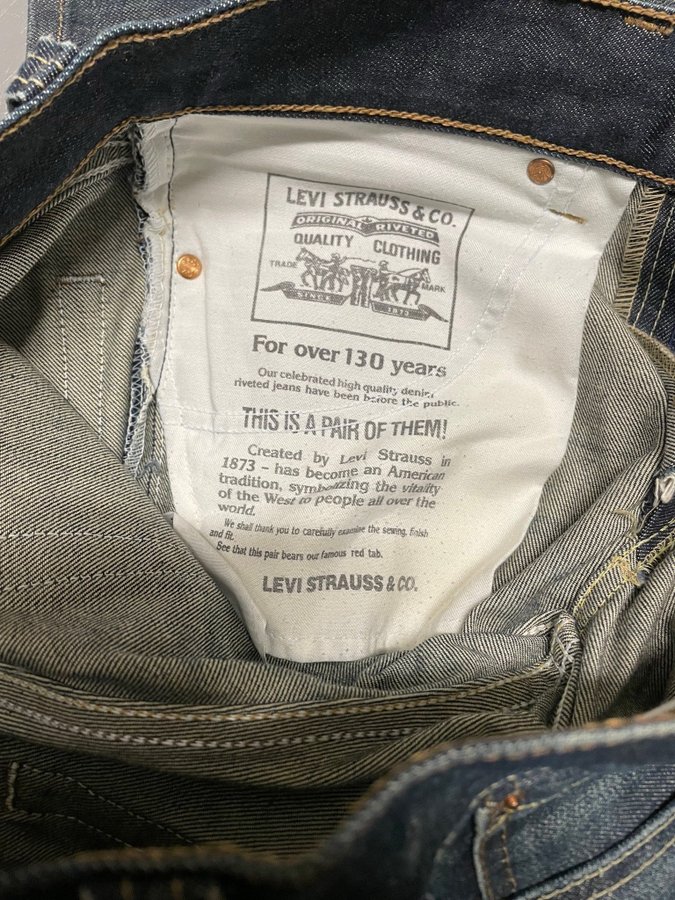 LEVI STRAUSS & CO.
ORIGINAL RIVETED
QUALITY CLOTHING
TRADE MARK
SINCE 1873
For over 130 years
Our celebrated high quality denim
riveted jeans have been before the public.
THIS IS A PAIR OF THEM!
Created by Levi Strauss in
1873 – has become an American
tradition, symbolizing the vitality
of the West to people all over the
world.
We shall thank you to carefully examine the sewing, finish
and fit.
See that this pair bears our famous red tab.
LEVI STRAUSS & CO.